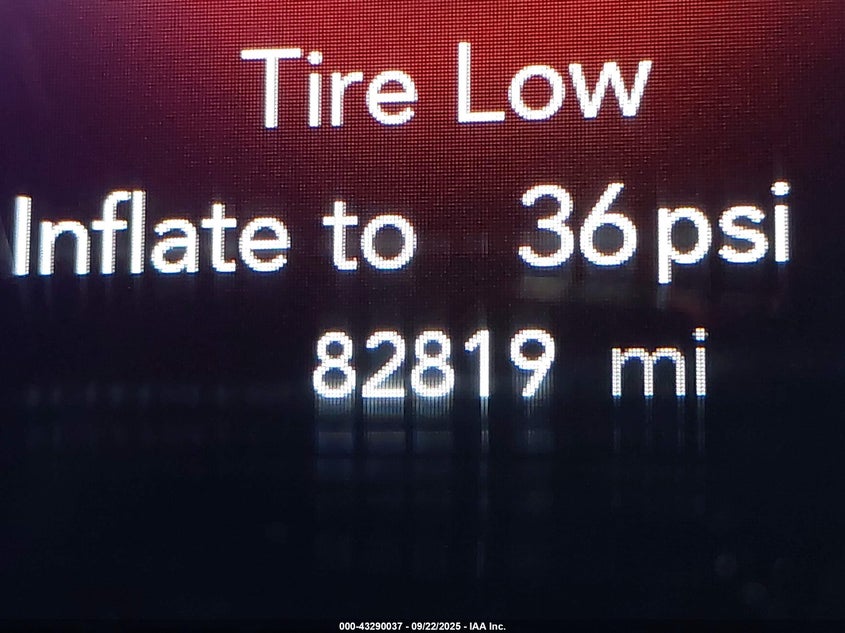 Tire Low
Inflate to 36 psi
82819 mi
000-43290037 - 09/22/2025 - IAA Inc.